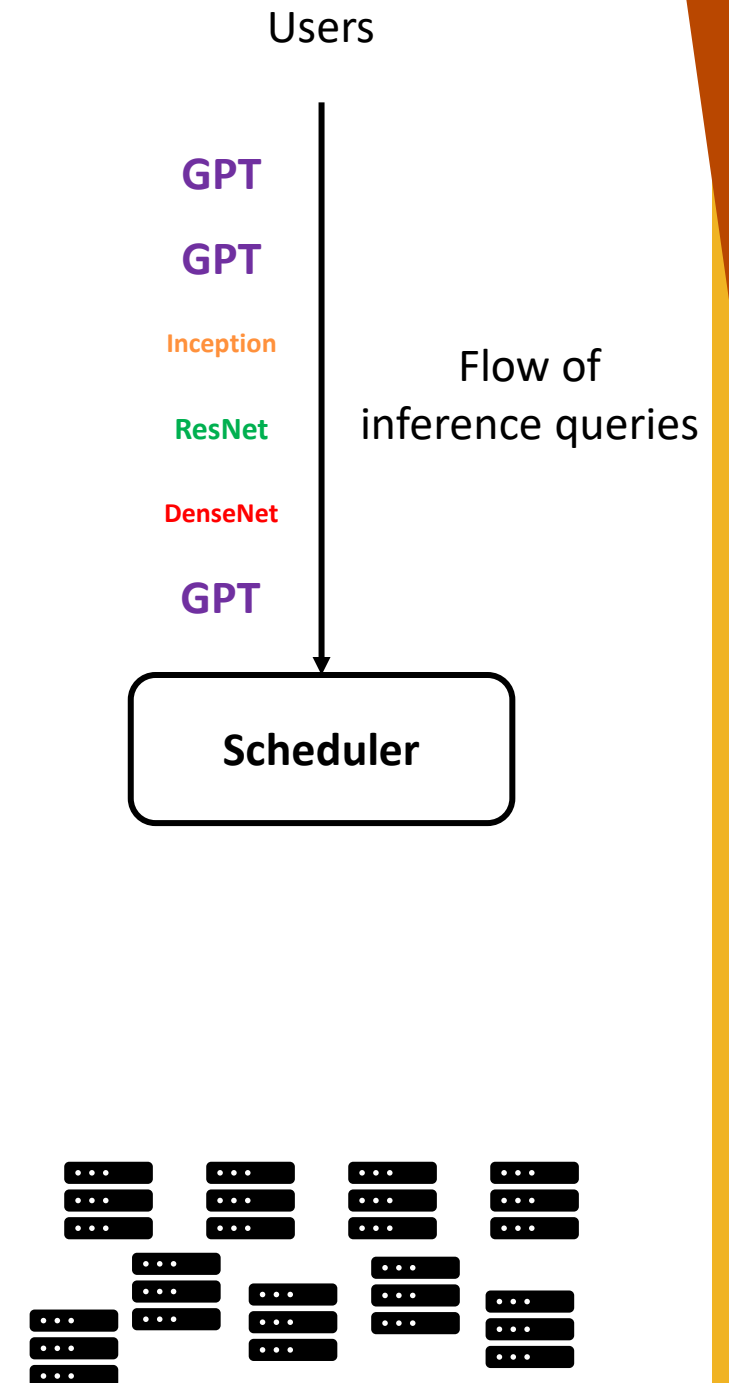 Users
GPT
GPT
Inception
Flow of
inference queries
ResNet
DenseNet
GPT
Scheduler